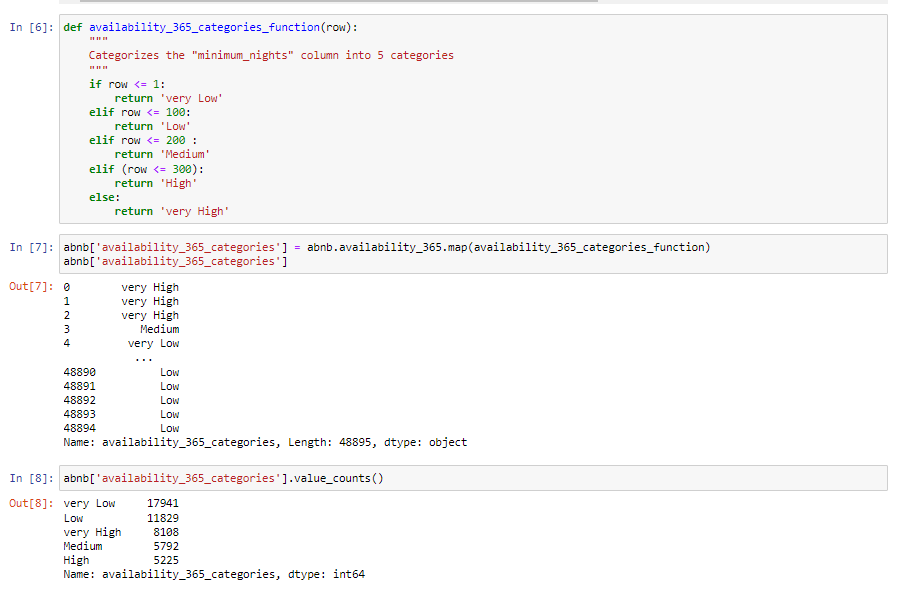 In [6]: def availability_365_categories_function(row):
    """
    Categorizes the "minimum_nights" column into 5 categories
    """
    if row <= 1:
        return 'very Low'
    elif row <= 100:
        return 'Low'
    elif row <= 200 :
        return 'Medium'
    elif (row <= 300):
        return 'High'
    else:
        return 'very High'
In [7]: abnb['availability_365_categories'] = abnb.availability_365.map(availability_365_categories_function)
abnb['availability_365_categories']
Out[7]: 0        very High
1        very High
2        very High
3           Medium
4         very Low
           ...
48890          Low
48891          Low
48892          Low
48893          Low
48894          Low
Name: availability_365_categories, Length: 48895, dtype: object
In [8]: abnb['availability_365_categories'].value_counts()
Out[8]: very Low     17941
Low          11829
very High     8108
Medium        5792
High          5225
Name: availability_365_categories, dtype: int64